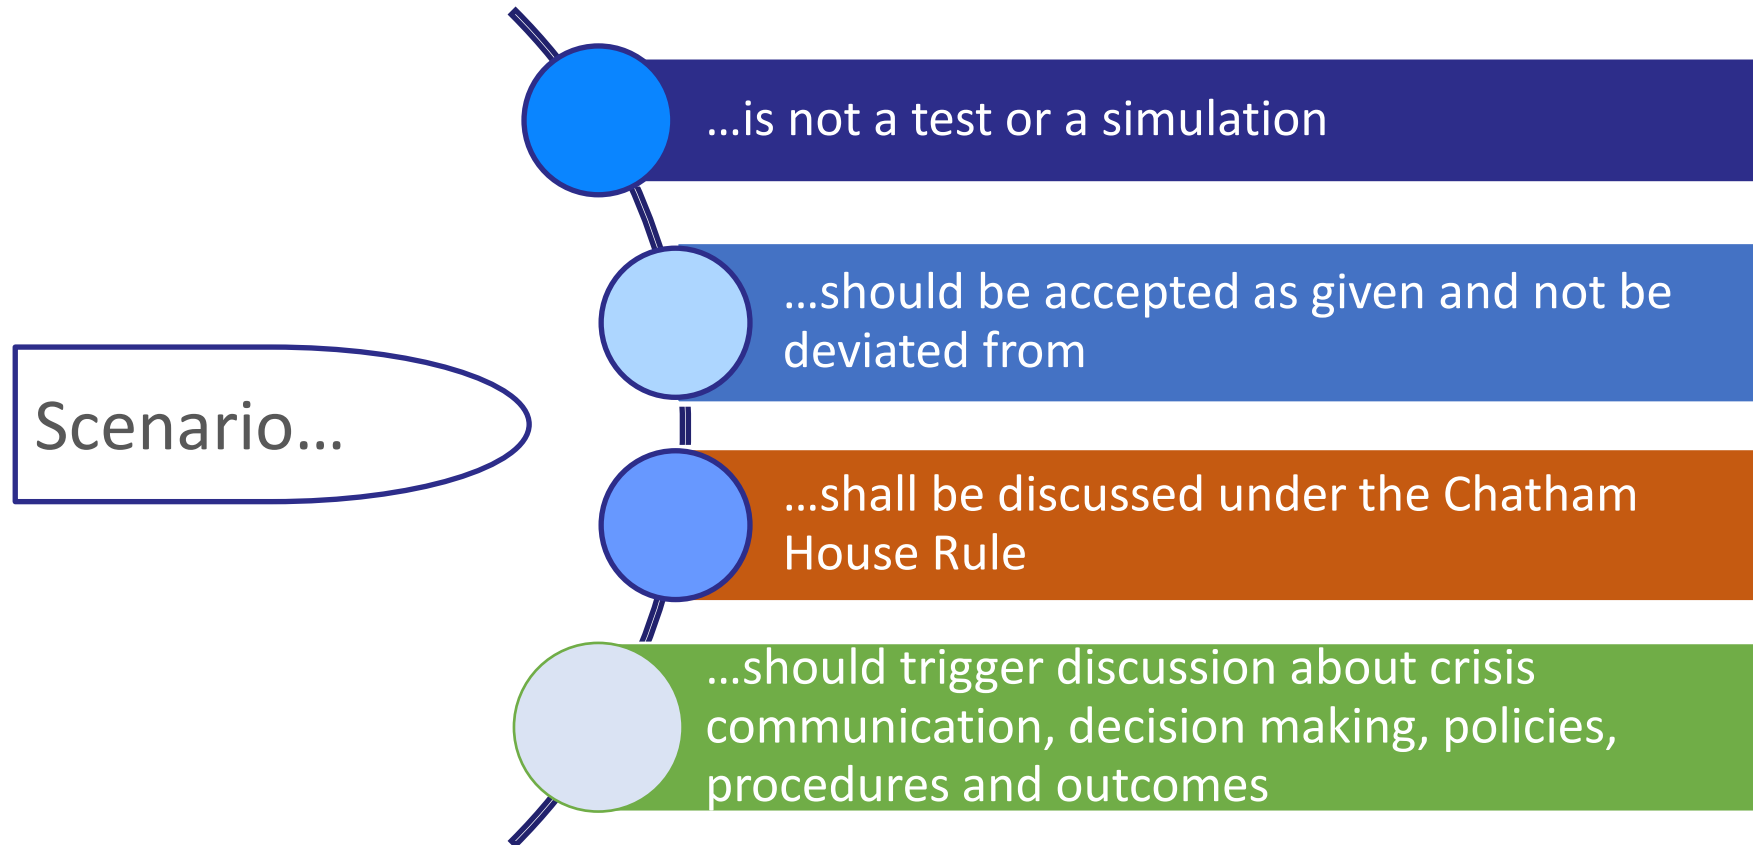 ...is not a test or a simulation
...should be accepted as given and not be
deviated from
Scenario...
...shall be discussed under the Chatham
House Rule
...should trigger discussion about crisis
communication, decision making, policies,
procedures and outcomes